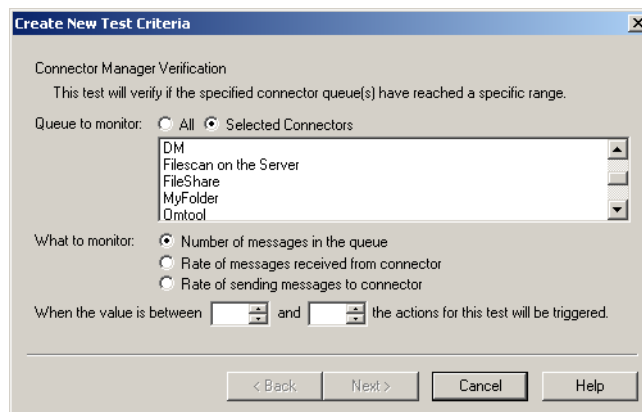 Create New Test Criteria
Connector Manager Verification
This test will verify if the specified connector queue(s) have reached a specific range.
Queue to monitor: All Selected Connectors
DM
Filescan on the Server
FileShare
MyFolder
Omtool
What to monitor: Number of messages in the queue
Rate of messages received from connector
Rate of sending messages to connector
When the value is between and the actions for this test will be triggered.
< Back Next > Cancel Help